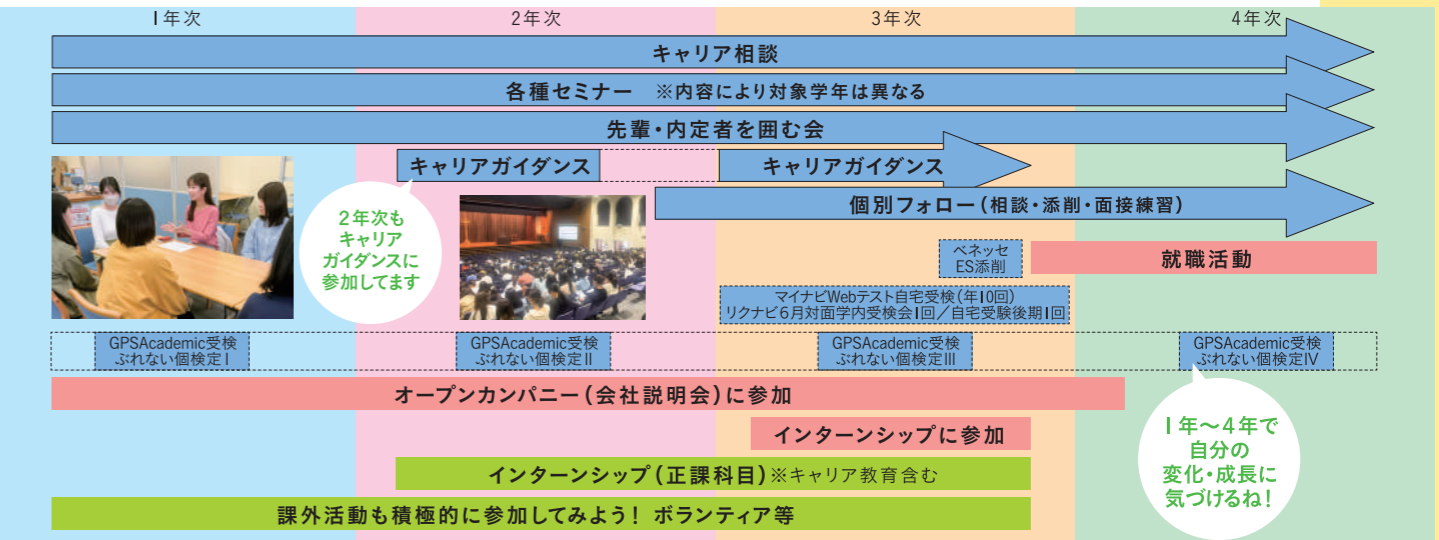 1年次
2年次
3年次
4年次
キャリア相談
各種セミナー ※内容により対象学年は異なる
先輩・内定者を囲む会
キャリアガイダンス
キャリアガイダンス
2年次も
キャリア
ガイダンスに
参加してます
個別フォロー(相談・添削・面接練習)
ベネッセ
ES添削
就職活動
マイナビWebテスト自宅受検(年10回)
リクナビ6月対面学内受検会1回/自宅受験後期1回
GPSAcademic受検
ぶれない個検定Ⅰ
GPSAcademic受検
ぶれない個検定Ⅱ
GPSAcademic受検
ぶれない個検定Ⅲ
GPSAcademic受検
ぶれない個検定Ⅳ
オープンカンパニー(会社説明会)に参加
インターンシップに参加
1年~4年で
自分の
変化・成長に
気づけるね!
インターンシップ(正課科目)※キャリア教育含む
課外活動も積極的に参加してみよう! ボランティア等